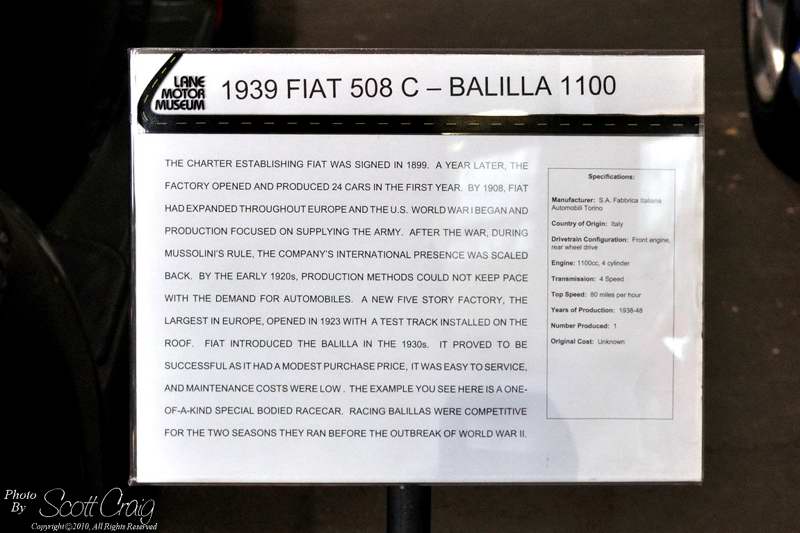 LANE
MOTOR
MUSEUM
1939 FIAT 508 C – BALILLA 1100
THE CHARTER ESTABLISHING FIAT WAS SIGNED IN 1899. A YEAR LATER, THE
FACTORY OPENED AND PRODUCED 24 CARS IN THE FIRST YEAR. BY 1908, FIAT
HAD EXPANDED THROUGHOUT EUROPE AND THE U.S. WORLD WAR I BEGAN AND
PRODUCTION FOCUSED ON SUPPLYING THE ARMY. AFTER THE WAR, DURING
MUSSOLINI'S RULE, THE COMPANY'S INTERNATIONAL PRESENCE WAS SCALED
BACK. BY THE EARLY 1920s, PRODUCTION METHODS COULD NOT KEEP PACE
WITH THE DEMAND FOR AUTOMOBILES. A NEW FIVE STORY FACTORY, THE
LARGEST IN EUROPE, OPENED IN 1923 WITH A TEST TRACK INSTALLED ON THE
ROOF. FIAT INTRODUCED THE BALILLA IN THE 1930s. IT PROVED TO BE
SUCCESSFUL AS IT HAD A MODEST PURCHASE PRICE, IT WAS EASY TO SERVICE,
AND MAINTENANCE COSTS WERE LOW. THE EXAMPLE YOU SEE HERE IS A ONE-
OF-A-KIND SPECIAL BODIED RACECAR. RACING BALILLAS WERE COMPETITIVE
FOR THE TWO SEASONS THEY RAN BEFORE THE OUTBREAK OF WORLD WAR II.
Specifications:
Manufacturer: S.A. Fabbrica Italiana
Automobili Torino
Country of Origin: Italy
Drivetrain Configuration: Front engine,
rear wheel drive
Engine: 1100cc, 4 cylinder
Transmission: 4 Speed
Top Speed: 80 miles per hour
Years of Production: 1938-48
Number Produced: 1
Original Cost: Unknown
Photo
By Scott Craig
Copyright©2010, All Rights Reserved